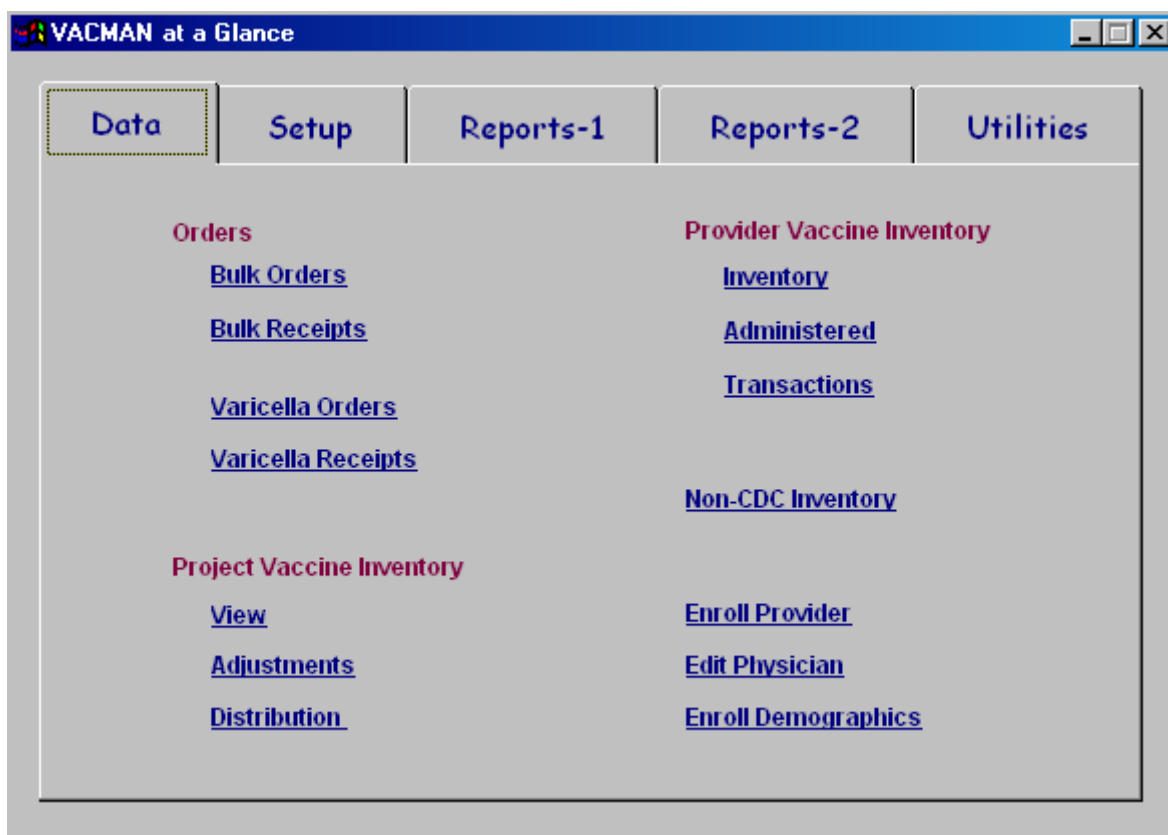 VACMAN at a Glance
Data Setup Reports-1 Reports-2 Utilities
Orders
Bulk Orders
Bulk Receipts
Varicella Orders
Varicella Receipts
Project Vaccine Inventory
View
Adjustments
Distribution
Provider Vaccine Inventory
Inventory
Administered
Transactions
Non-CDC Inventory
Enroll Provider
Edit Physician
Enroll Demographics